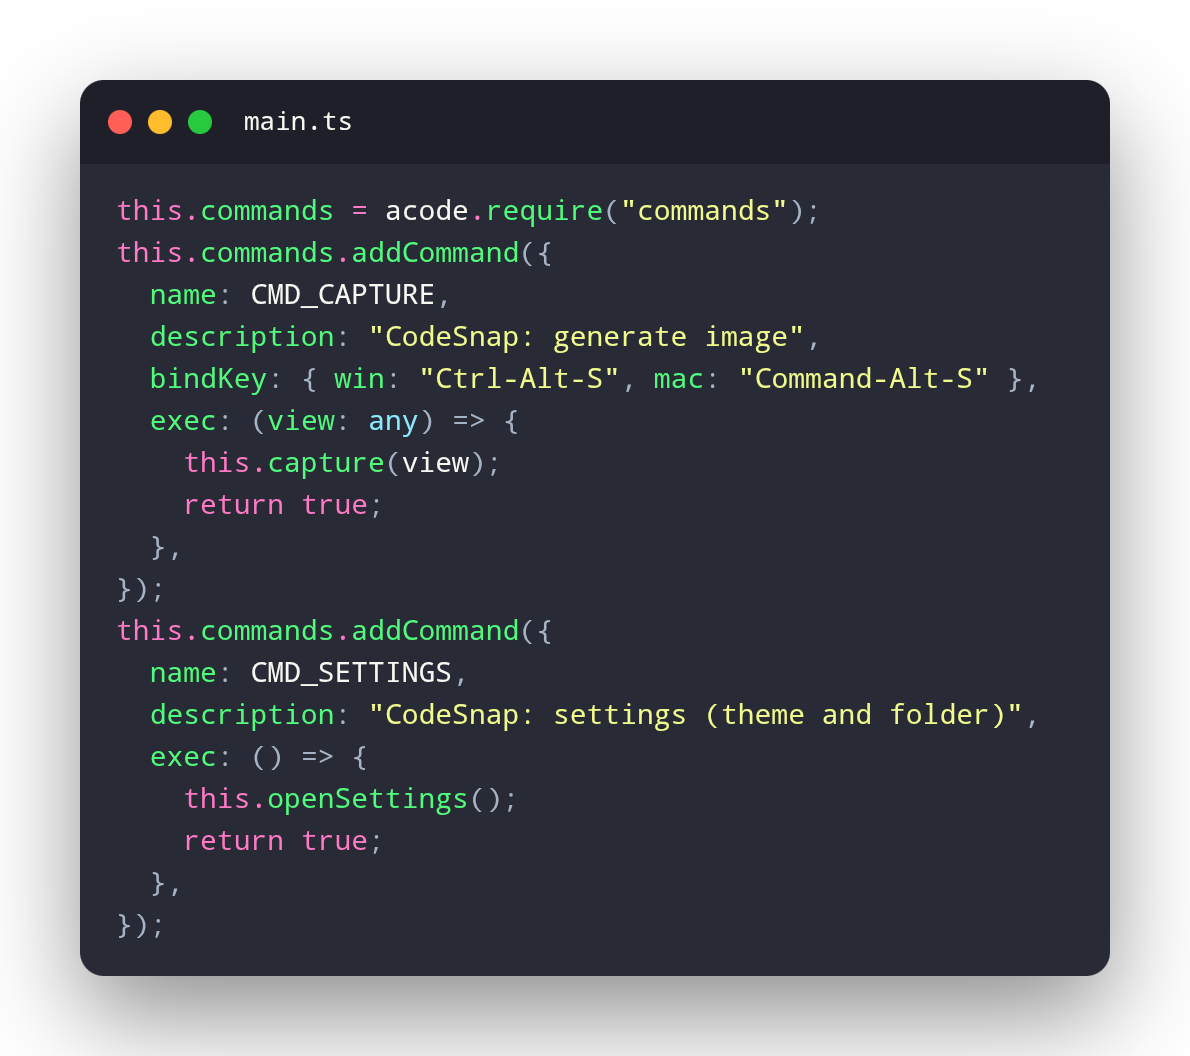 main.ts
this.commands = acode.require("commands");
this.commands.addCommand({
  name: CMD_CAPTURE,
  description: "CodeSnap: generate image",
  bindKey: { win: "Ctrl-Alt-S", mac: "Command-Alt-S" },
  exec: (view: any) => {
    this.capture(view);
    return true;
  },
});
this.commands.addCommand({
  name: CMD_SETTINGS,
  description: "CodeSnap: settings (theme and folder)",
  exec: () => {
    this.openSettings();
    return true;
  },
});